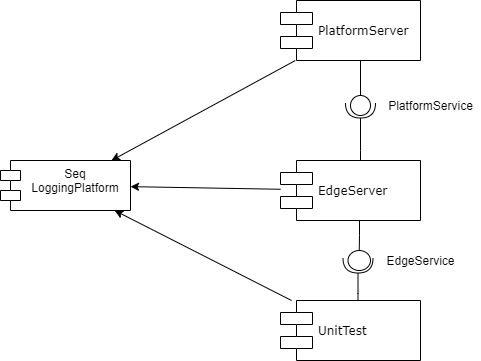 PlatformServer
PlatformService
Seq
LoggingPlatform
EdgeServer
EdgeService
UnitTest